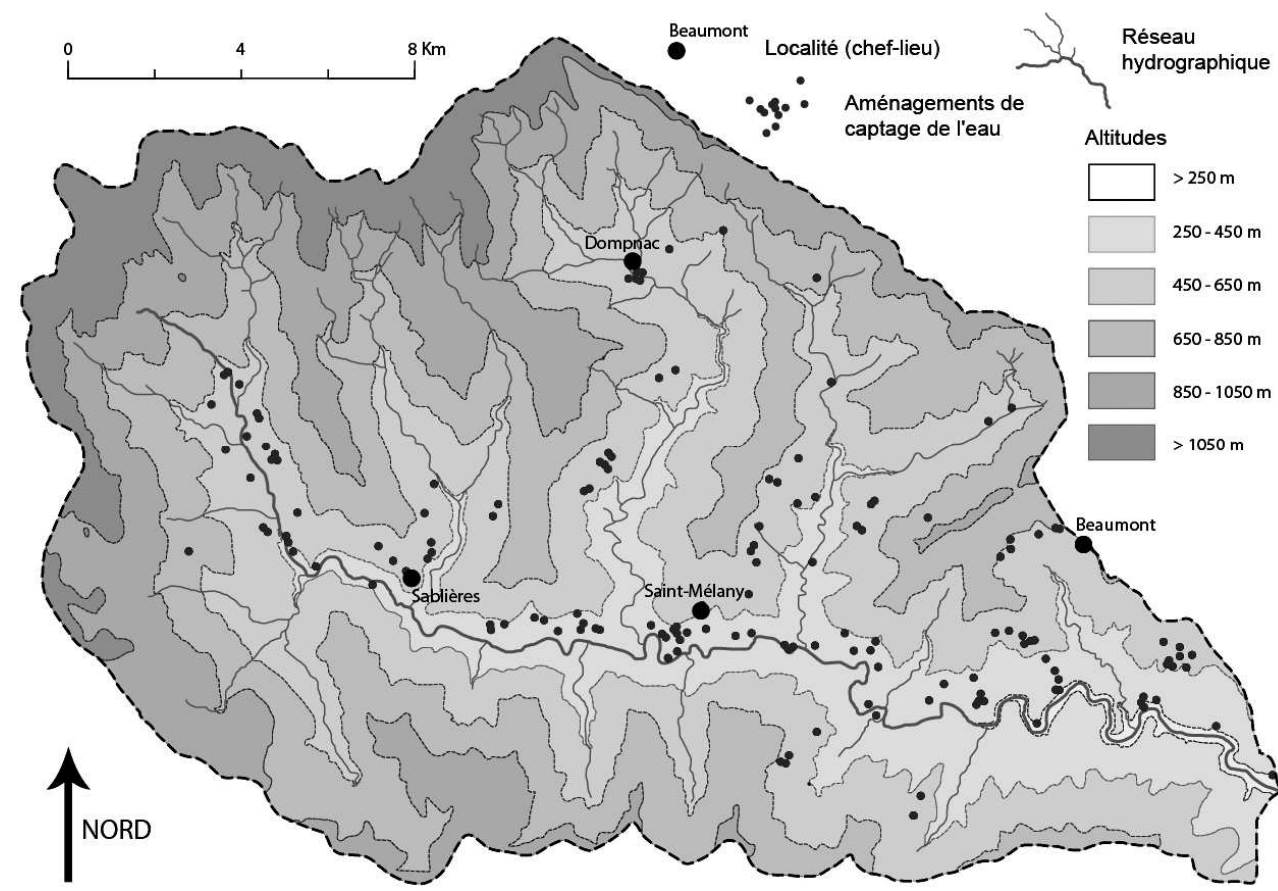 0 4 8 Km
Beaumont
Localité (chef-lieu)
Aménagements de
captage de l'eau
Réseau
hydrographique
Altitudes
> 250 m
250 - 450 m
450 - 650 m
650 - 850 m
850 - 1050 m
> 1050 m
Dompnac
Beaumont
Sablières
Saint-Mélany
NORD